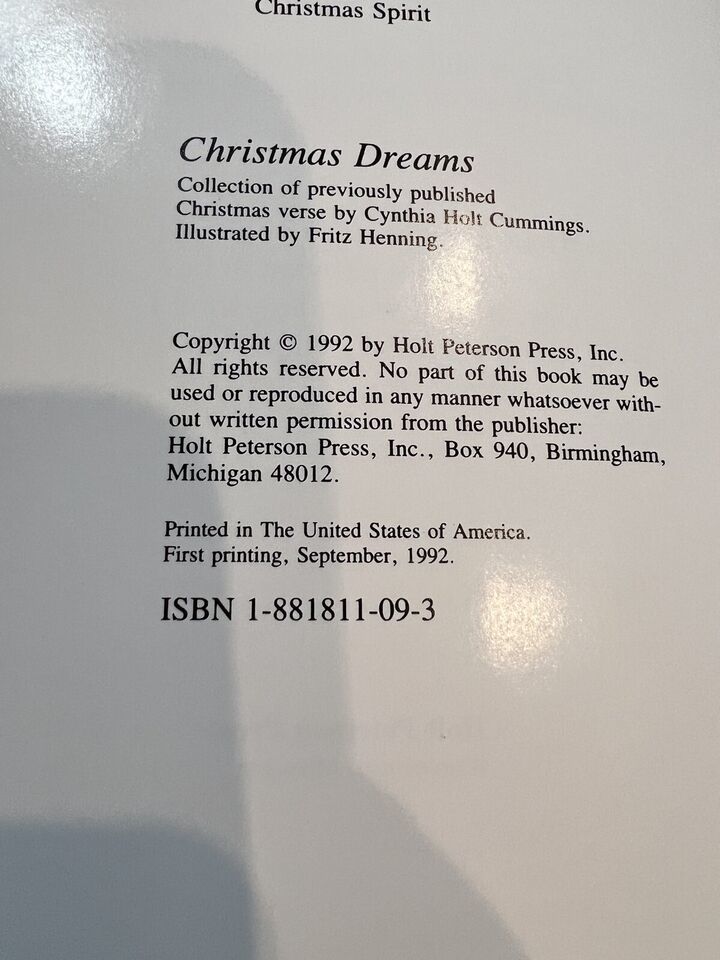 Christmas Spirit
Christmas Dreams
Collection of previously published
Christmas verse by Cynthia Holt Cummings.
Illustrated by Fritz Henning.
Copyright © 1992 by Holt Peterson Press, Inc.
All rights reserved. No part of this book may be
used or reproduced in any manner whatsoever with-
out written permission from the publisher:
Holt Peterson Press, Inc., Box 940, Birmingham,
Michigan 48012.
Printed in The United States of America.
First printing, September, 1992.
ISBN 1-881811-09-3